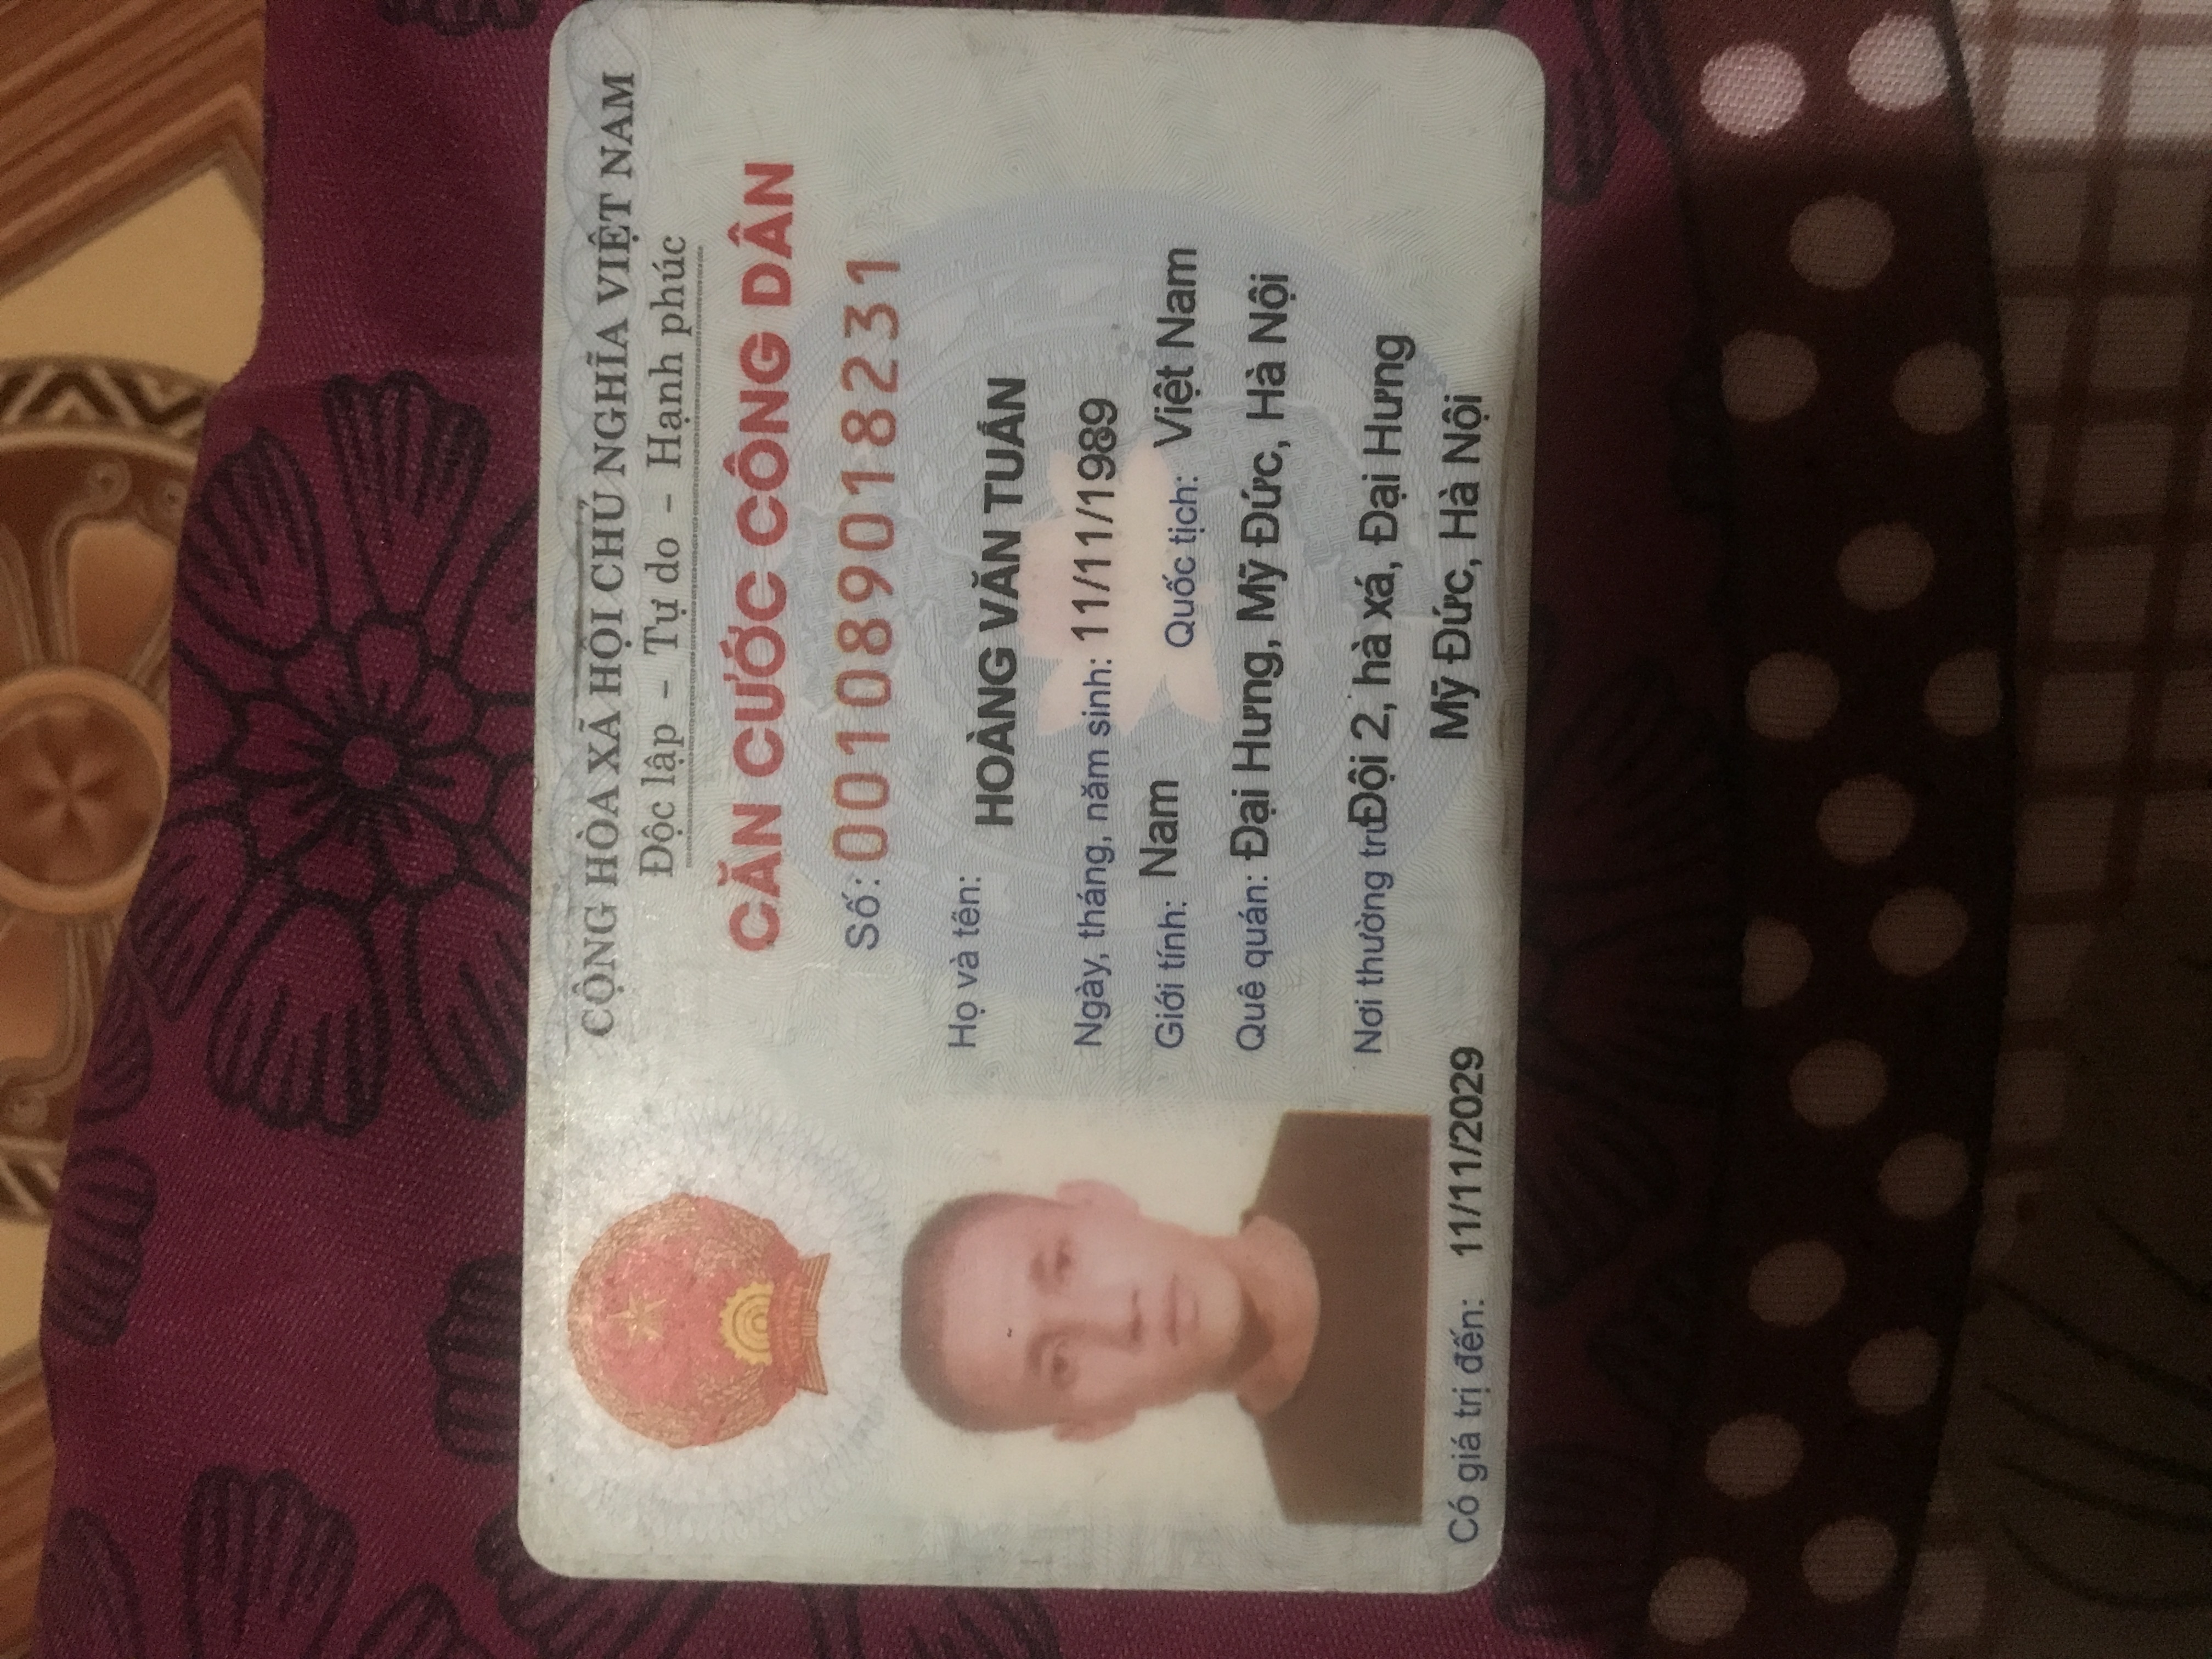 CỘNG HÒA XÃ HỘI CHỦ NGHĨA VIỆT NAM
Độc lập - Tự do - Hạnh phúc
CĂN CƯỚC CÔNG DÂN
Số: 001089018231
Họ và tên: HOÀNG VĂN TUẤN
Ngày, tháng, năm sinh: 11/11/1989
Giới tính: Nam Quốc tịch: Việt Nam
Quê quán: Đại Hưng, Mỹ Đức, Hà Nội
Nơi thường trú Đội 2, hà xá, Đại Hưng
Mỹ Đức, Hà Nội
Có giá trị đến: 11/11/2029
VIỆT NAM